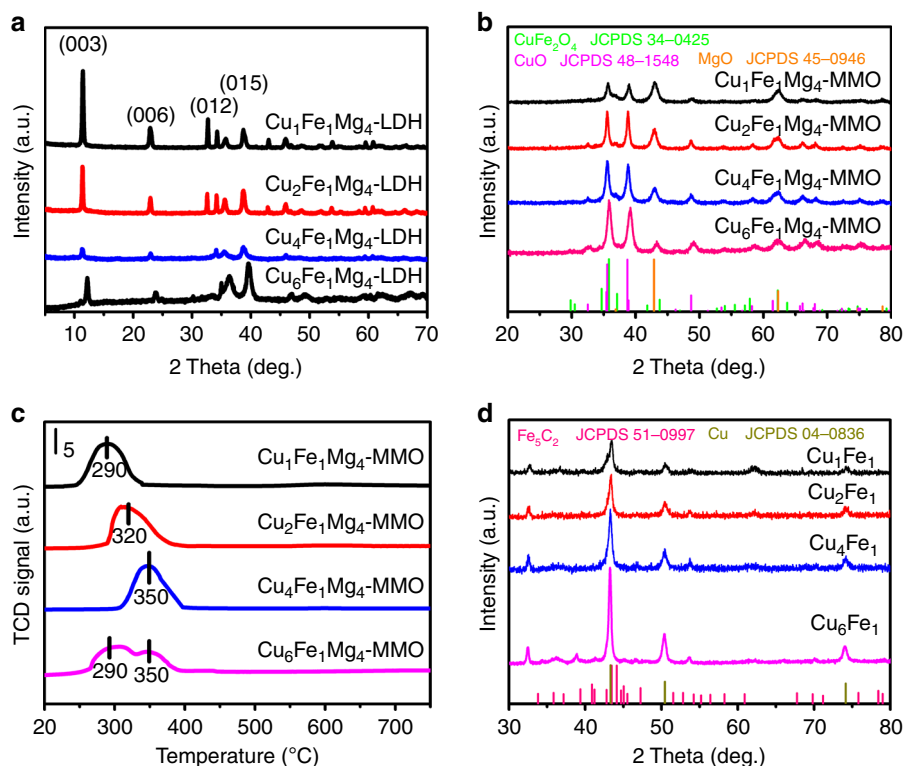 a
(003)
(006)
(012)
(015)
Cu₁Fe₁Mg₄-LDH
Cu₂Fe₁Mg₄-LDH
Cu₄Fe₁Mg₄-LDH
Cu₆Fe₁Mg₄-LDH
Intensity (a.u.)
10 20 30 40 50 60 70
2 Theta (deg.)
b
CuFe₂O₄ JCPDS 34–0425
CuO JCPDS 48–1548 MgO JCPDS 45–0946
Cu₁Fe₁Mg₄-MMO
Cu₂Fe₁Mg₄-MMO
Cu₄Fe₁Mg₄-MMO
Cu₆Fe₁Mg₄-MMO
Intensity (a.u.)
20 30 40 50 60 70 80
2 Theta (deg.)
c
5
290
Cu₁Fe₁Mg₄-MMO
320
Cu₂Fe₁Mg₄-MMO
350
Cu₄Fe₁Mg₄-MMO
290 350
Cu₆Fe₁Mg₄-MMO
TCD signal (a.u.)
20 150 300 450 600 700
Temperature (°C)
d
Fe₅C₂ JCPDS 51–0997 Cu JCPDS 04–0836
Cu₁Fe₁
Cu₂Fe₁
Cu₄Fe₁
Cu₆Fe₁
Intensity (a.u.)
30 40 50 60 70 80
2 Theta (deg.)